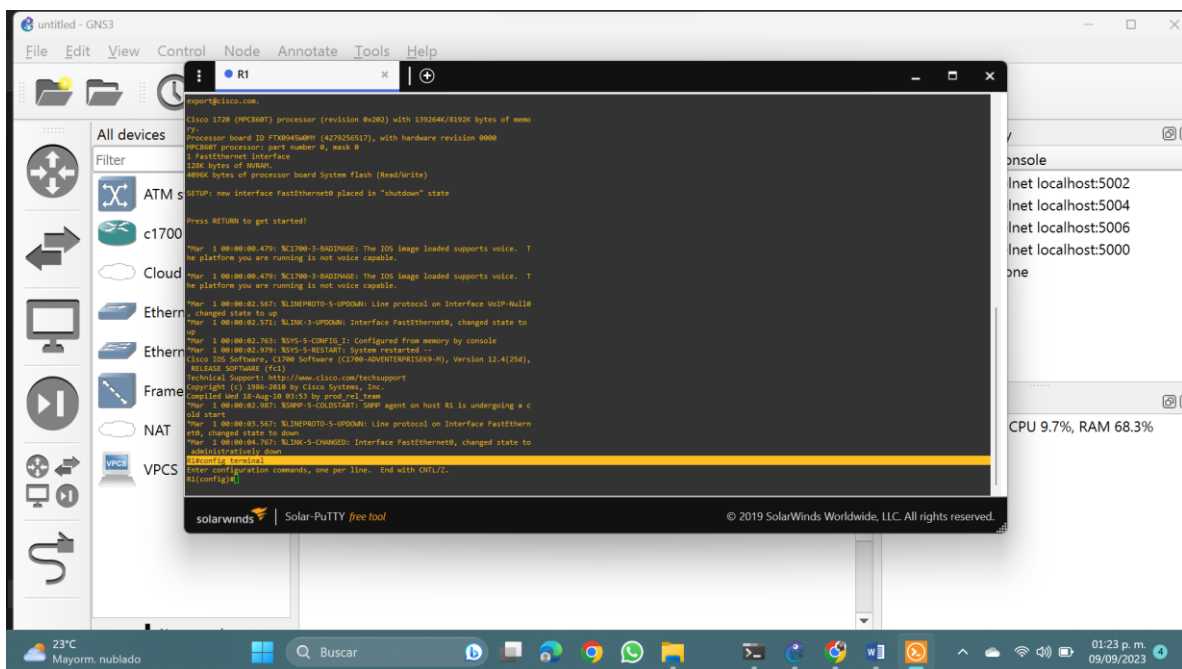 untitled - GNS3
File Edit View Control Node Annotate Tools Help
R1
export@cisco.com.
Cisco 1720 (MPC860T) processor (revision 0x202) with 139264K/8192K bytes of memo
ry.
Processor board ID FTX0945W0MY (4279256517), with hardware revision 0000
MPC860T processor: part number 0, mask 0
1 FastEthernet interface
128K bytes of NVRAM.
4096K bytes of processor board System flash (Read/Write)
SETUP: new interface FastEthernet0 placed in "shutdown" state
Press RETURN to get started!
*Mar  1 00:00:00.479: %C1700-3-BADIMAGE: The IOS image loaded supports voice.  T
he platform you are running is not voice capable.
*Mar  1 00:00:00.479: %C1700-3-BADIMAGE: The IOS image loaded supports voice.  T
he platform you are running is not voice capable.
*Mar  1 00:00:02.567: %LINEPROTO-5-UPDOWN: Line protocol on Interface VoIP-Null0
, changed state to up
*Mar  1 00:00:02.571: %LINK-3-UPDOWN: Interface FastEthernet0, changed state to
up
*Mar  1 00:00:02.763: %SYS-5-CONFIG_I: Configured from memory by console
*Mar  1 00:00:02.979: %SYS-5-RESTART: System restarted --
Cisco IOS Software, C1700 Software (C1700-ADVENTERPRISEK9-M), Version 12.4(25d),
RELEASE SOFTWARE (fc1)
Technical Support: http://www.cisco.com/techsupport
Copyright (c) 1986-2010 by Cisco Systems, Inc.
Compiled Wed 18-Aug-10 03:53 by prod_rel_team
*Mar  1 00:00:02.987: %SNMP-5-COLDSTART: SNMP agent on host R1 is undergoing a c
old start
*Mar  1 00:00:03.567: %LINEPROTO-5-UPDOWN: Line protocol on Interface FastEthern
et0, changed state to down
*Mar  1 00:00:04.767: %LINK-5-CHANGED: Interface FastEthernet0, changed state to
administratively down
R1#config terminal
Enter configuration commands, one per line.  End with CNTL/Z.
R1(config)#
solarwinds Solar-PuTTY free tool
© 2019 SolarWinds Worldwide, LLC. All rights reserved.
All devices
Filter
ATM s
c1700
Cloud
Ethern
Ethern
Frame
NAT
VPCS
VPCS
onsole
lnet localhost:5002
lnet localhost:5004
lnet localhost:5006
lnet localhost:5000
one
CPU 9.7%, RAM 68.3%
23°C
Mayorm. nublado
Buscar
01:23 p. m.
09/09/2023
4